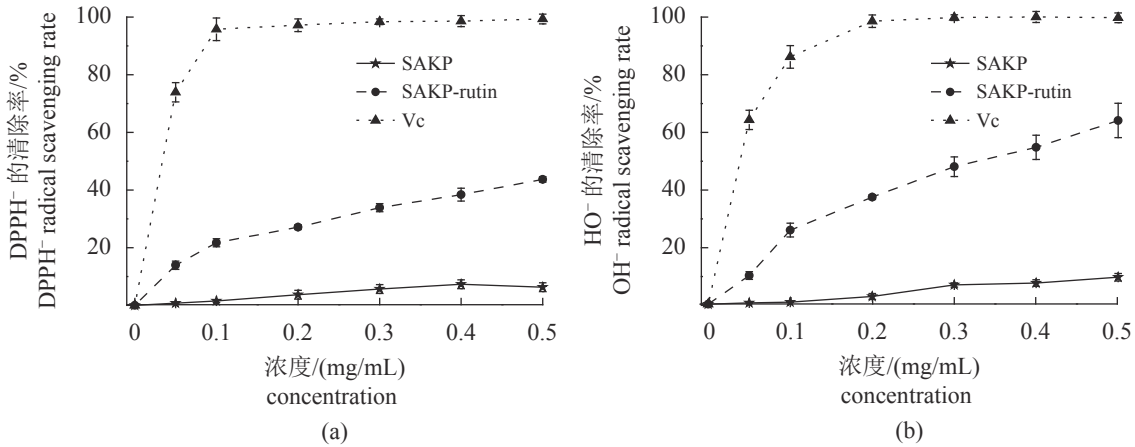 DPPH⁻ 的清除率/%
DPPH⁻ radical scavenging rate
100
80
60
40
20
0
0.1
0.2
0.3
0.4
0.5
SAKP
SAKP-rutin
Vc
浓度/(mg/mL)
concentration
(a)
HO⁻ 的清除率/%
OH⁻ radical scavenging rate
100
80
60
40
20
0
0.1
0.2
0.3
0.4
0.5
SAKP
SAKP-rutin
Vc
浓度/(mg/mL)
concentration
(b)